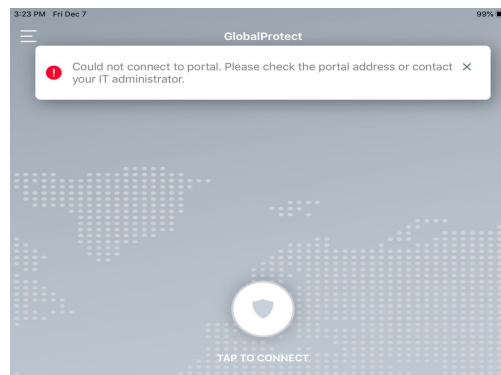 3:23 PM Fri Dec 7
99%
GlobalProtect
Could not connect to portal. Please check the portal address or contact
your IT administrator.
TAP TO CONNECT